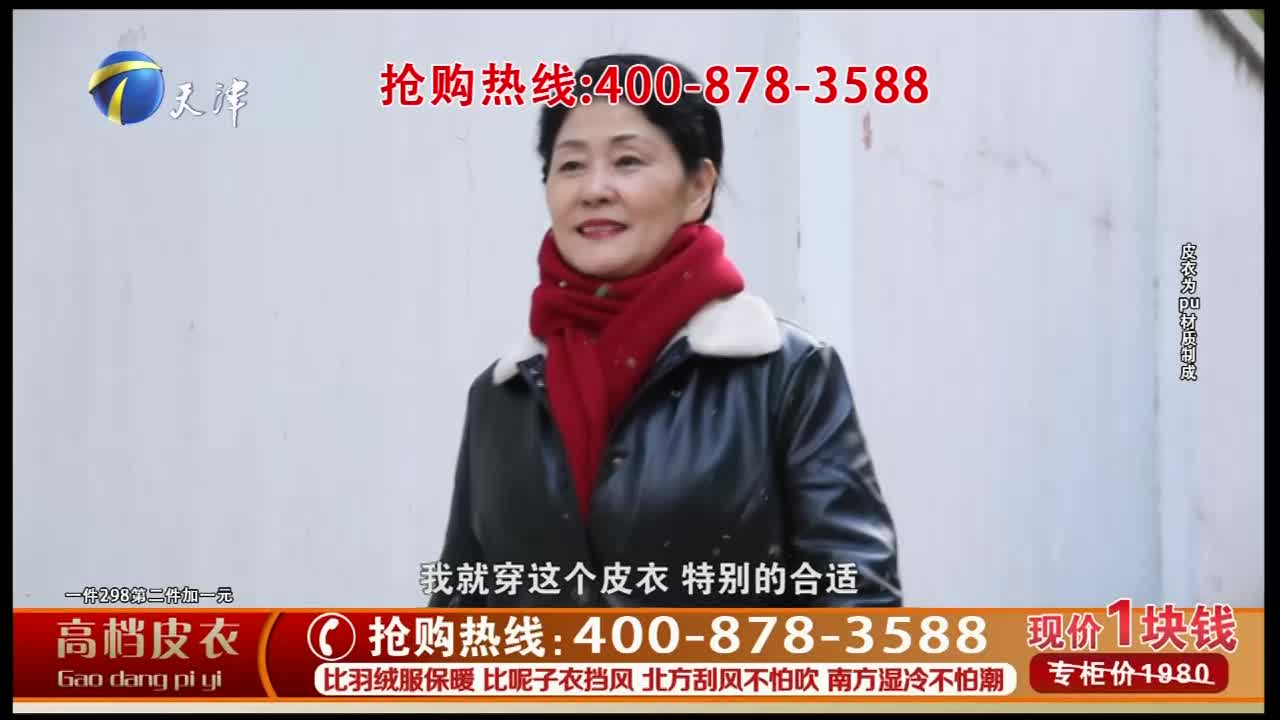 天津
抢购热线:400-878-3588
皮衣为pu材质制成
我就穿这个皮衣 特别的合适
一件298第二件加一元
高档皮衣
Gao dang pi yi
抢购热线:400-878-3588
比羽绒服保暖 比呢子衣挡风 北方刮风不怕吹 南方湿冷不怕潮
现价1块钱
专柜价1980